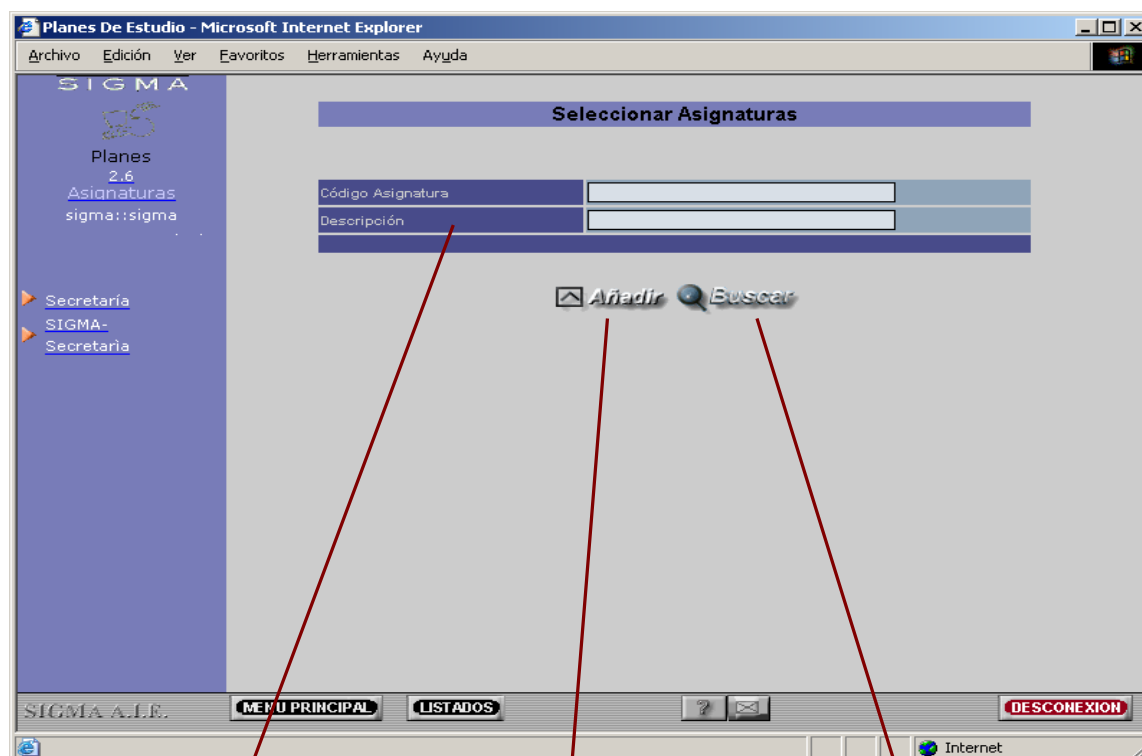 Planes De Estudio - Microsoft Internet Explorer
Archivo Edición Ver Favoritos Herramientas Ayuda
SIGMA
Planes
2.6
Asignaturas
sigma::sigma
Secretaría
SIGMA-
Secretaria
Seleccionar Asignaturas
Código Asignatura
Descripción
Añadir Buscar
SIGMA A.I.E. MENU PRINCIPAL LISTADOS ? DESCONEXION
Internet